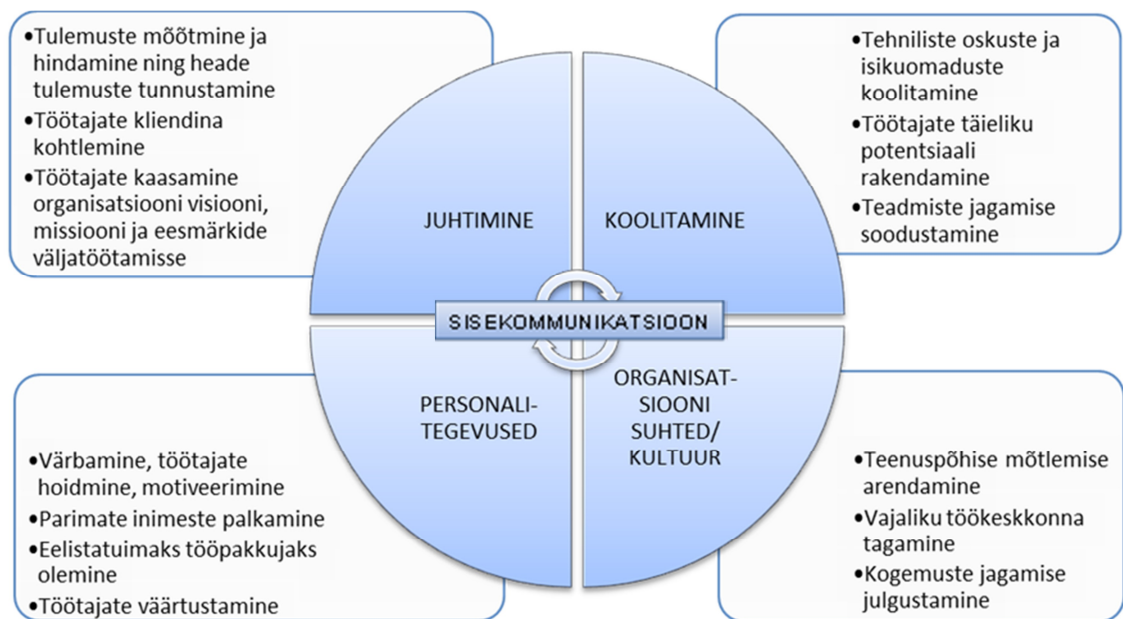 •Tulemuste mõõtmine ja
hindamine ning heade
tulemuste tunnustamine
•Töötajate kliendina
kohtlemine
•Töötajate kaasamine
organisatsiooni visiooni,
missiooni ja eesmärkide
väljatöötamisse
•Tehniliste oskuste ja
isikuomaduste
koolitamine
•Töötajate täieliku
potentsiaali
rakendamine
•Teadmiste jagamise
soodustamine
JUHTIMINE
KOOLITAMINE
SISEKOMMUNIKATSIOON
PERSONALI-
TEGEVUSED
ORGANISAT-
SIOONI
SUHTED/
KULTUUR
•Värbamine, töötajate
hoidmine, motiveerimine
•Parimate inimeste palkamine
•Eelistatuimaks tööpakkujaks
olemine
•Töötajate väärtustamine
•Teenuspõhise mõtlemise
arendamine
•Vajaliku töökeskkonna
tagamine
•Kogemuste jagamise
julgustamine